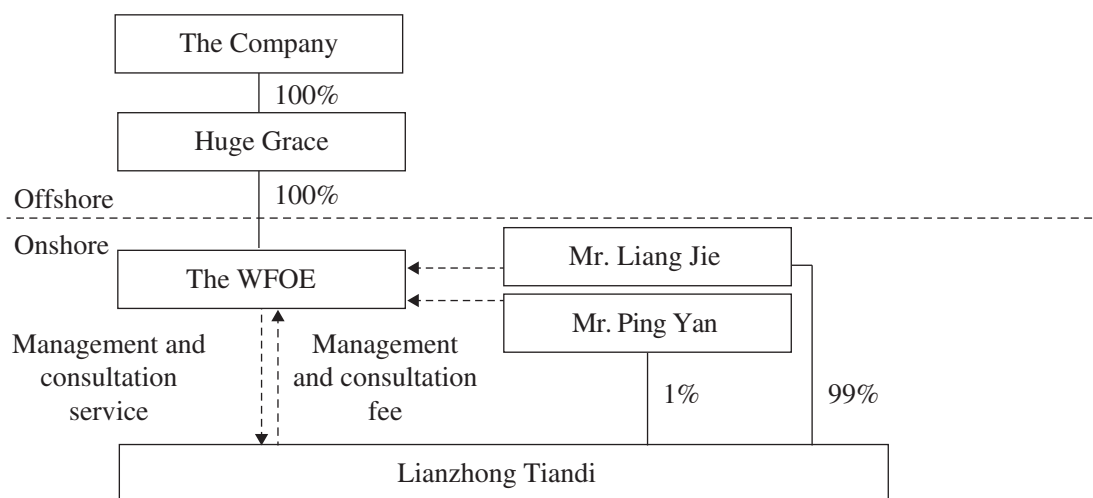 The Company
100%
Huge Grace
100%
Offshore
Onshore
The WFOE
Mr. Liang Jie
Mr. Ping Yan
Management and
consultation
service
Management
and consultation
fee
1%
99%
Lianzhong Tiandi